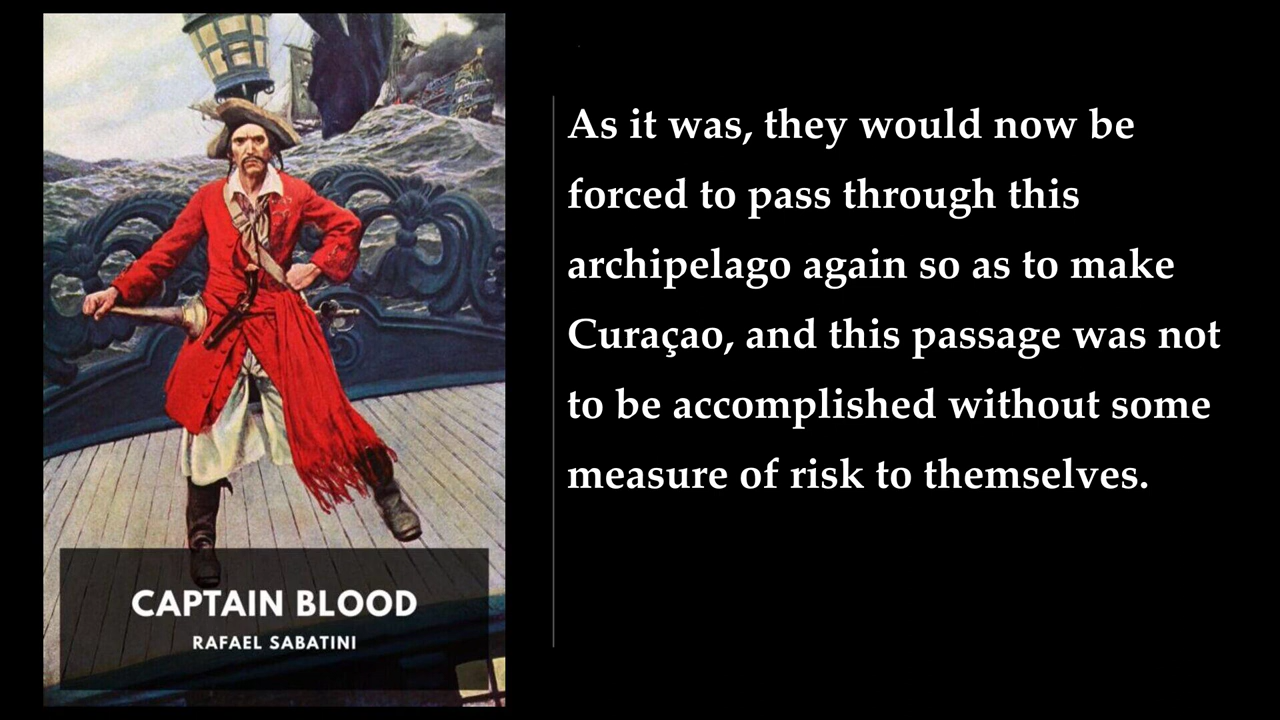 CAPTAIN BLOOD
RAFAEL SABATINI
As it was, they would now be
forced to pass through this
archipelago again so as to make
Curaçao, and this passage was not
to be accomplished without some
measure of risk to themselves.